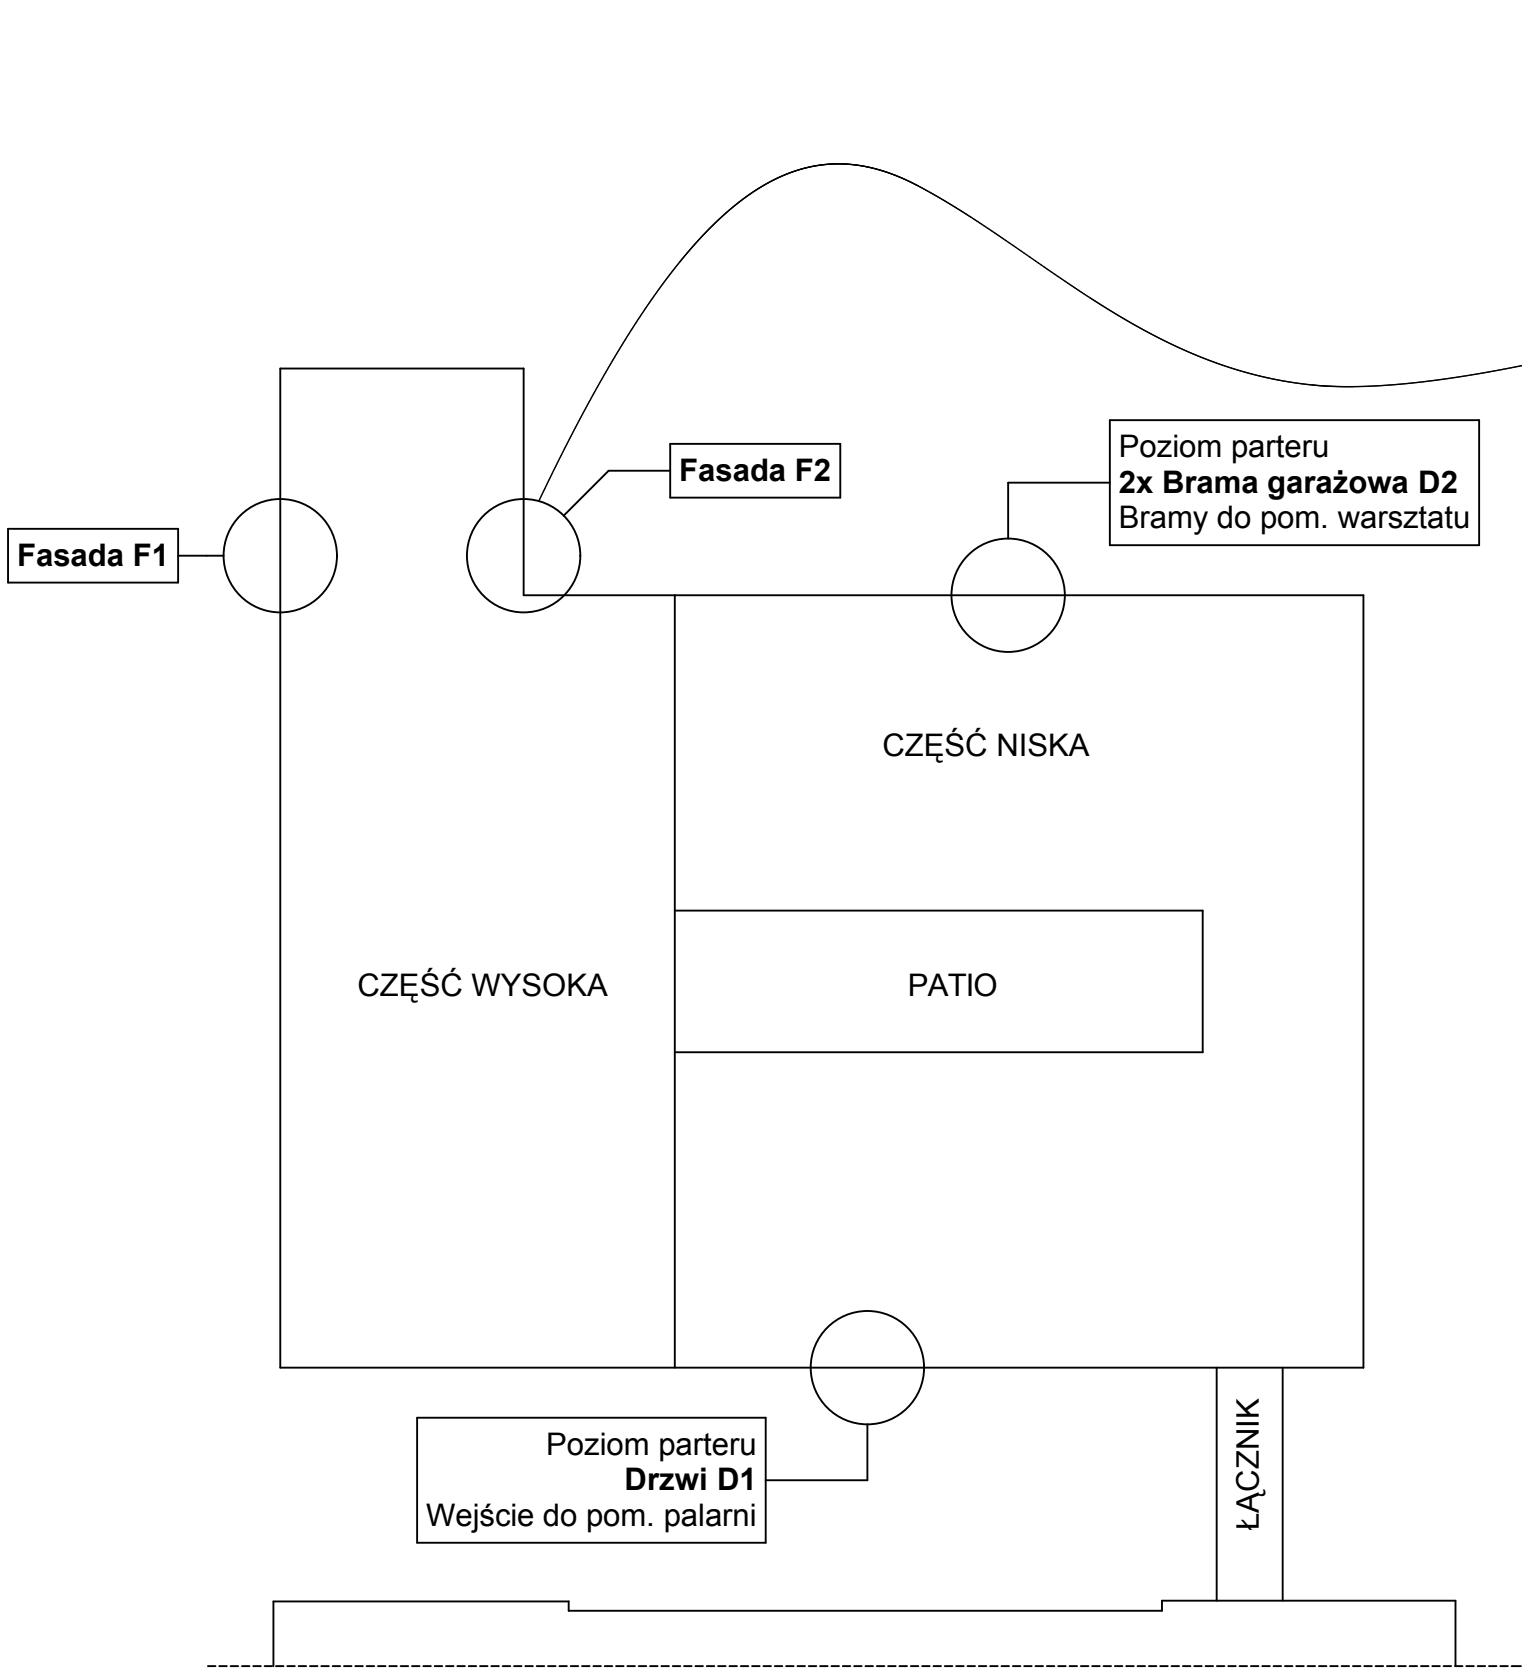 Fasada F2
Poziom parteru
2x Brama garażowa D2
Bramy do pom. warsztatu
Fasada F1
CZĘŚĆ NISKA
CZĘŚĆ WYSOKA
PATIO
Poziom parteru
Drzwi D1
Wejście do pom. palarni
ŁĄCZNIK